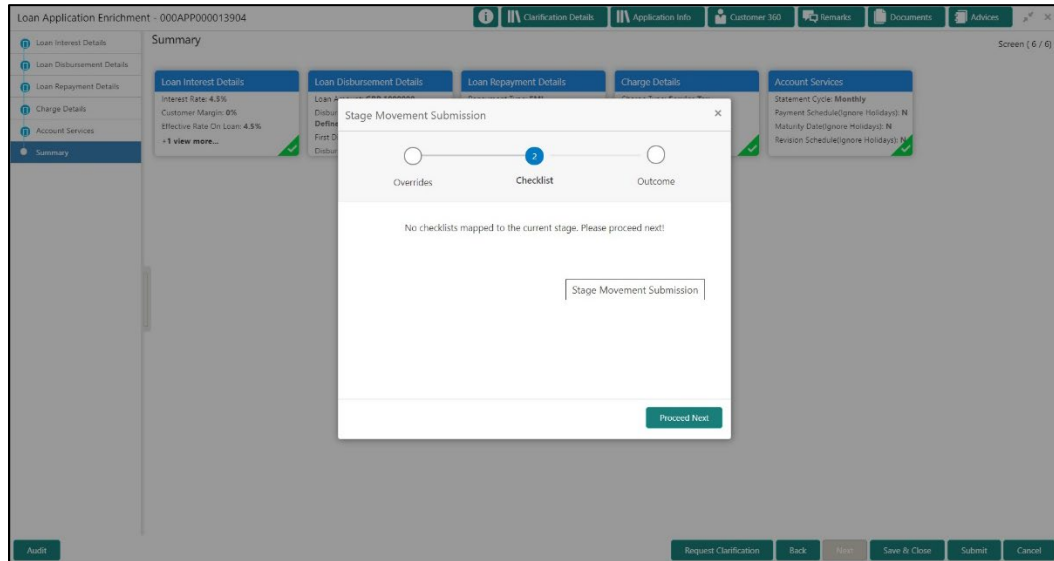 Loan Application Enrichment - 000APP000013904
Clarification Details
Application Info
Customer 360
Remarks
Documents
Advices
Loan Interest Details
Loan Disbursement Details
Loan Repayment Details
Charge Details
Account Services
Summary
Summary
Screen ( 6 / 6)
Loan Interest Details
Interest Rate: 4.5%
Customer Margin: 0%
Effective Rate On Loan: 4.5%
+1 view more...
Loan Disbursement Details
Loan
Define
First
Loan Repayment Details
Charge Details
Account Services
Statement Cycle: Monthly
Payment Schedule(Ignore Holidays): N
Maturity Date(Ignore Holidays): N
Revision Schedule(Ignore Holidays): N
Stage Movement Submission
2
Overrides
Checklist
Outcome
No checklists mapped to the current stage. Please proceed next!
Stage Movement Submission
Proceed Next
Audit
Request Clarification
Back
Next
Save & Close
Submit
Cancel